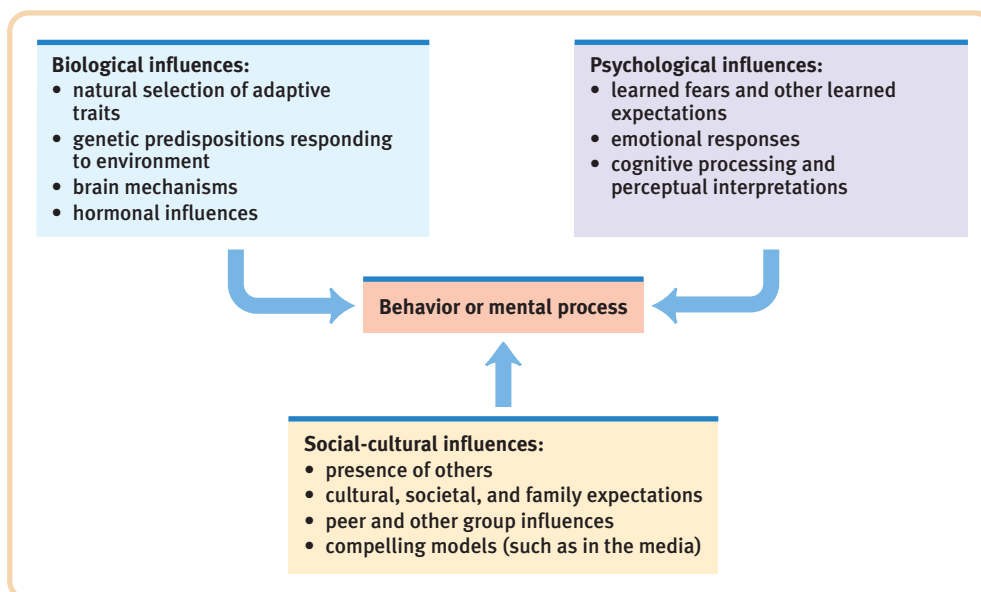 Biological influences:
• natural selection of adaptive
traits
• genetic predispositions responding
to environment
• brain mechanisms
• hormonal influences
Psychological influences:
• learned fears and other learned
expectations
• emotional responses
• cognitive processing and
perceptual interpretations
Behavior or mental process
Social-cultural influences:
• presence of others
• cultural, societal, and family expectations
• peer and other group influences
• compelling models (such as in the media)